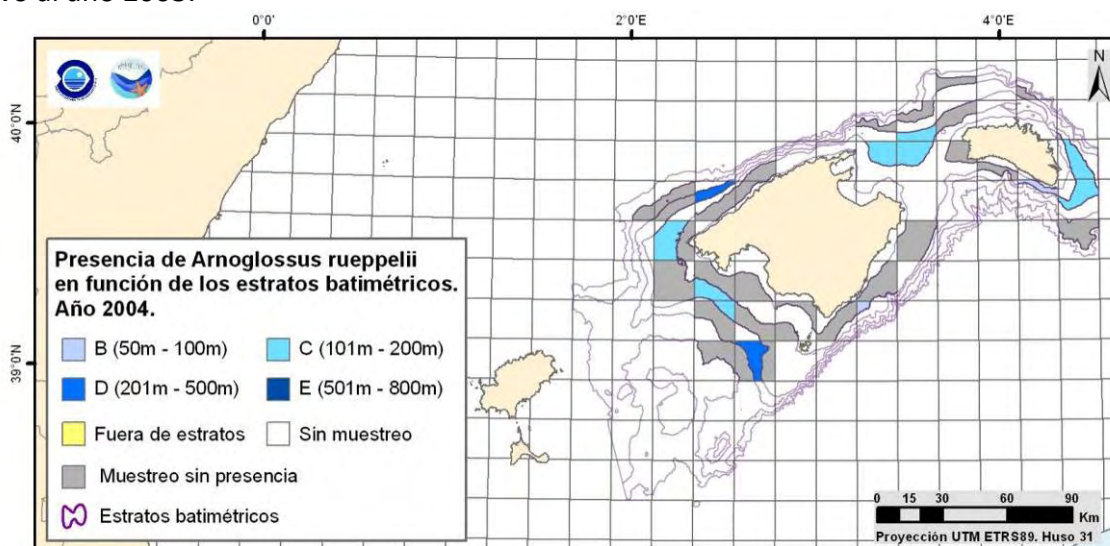 0°0'
2°0'E
4°0'E
N
40°0'N
39°0'N
Presencia de Arnoglossus rueppelii
en función de los estratos batimétricos.
Año 2004.
B (50m - 100m)
C (101m - 200m)
D (201m - 500m)
E (501m - 800m)
Fuera de estratos
Sin muestreo
Muestreo sin presencia
Estratos batimétricos
0 15 30 60 90
Km
Proyección UTM ETRS89. Huso 31